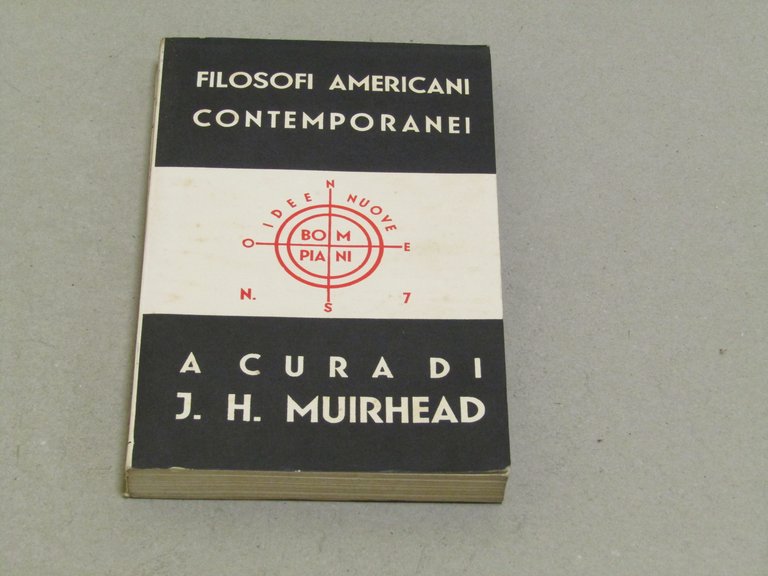 FILOSOFI AMERICANI
CONTEMPORANEI
N
IDEE NUOVE
O
BOM
PIANI
E
N. 7
S
A CURA DI
J. H. MUIRHEAD